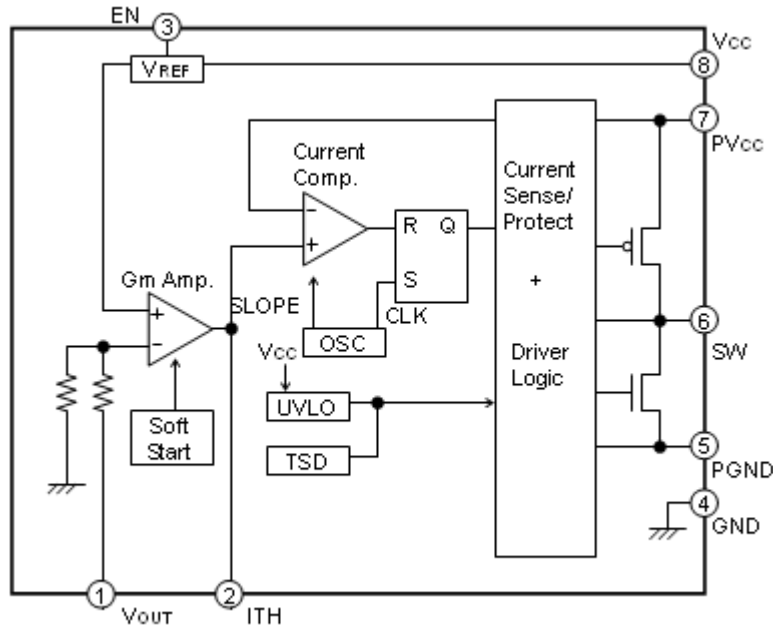 EN
3
Vcc
8
VREF
7
PVcc
Current
Comp.
-
+
R Q
S
Current
Sense/
Protect
+
Driver
Logic
Gm Amp.
+
-
SLOPE
OSC
CLK
6
SW
Vcc
UVLO
TSD
Soft
Start
5
PGND
4
GND
1
VOUT
2
ITH